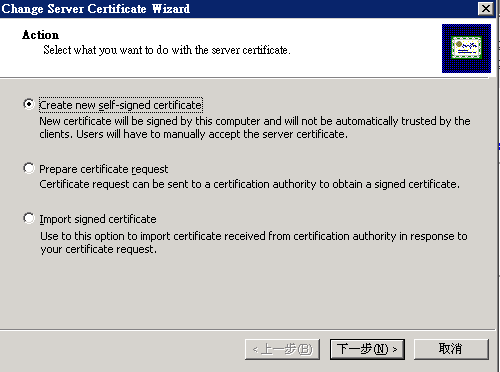 Change Server Certificate Wizard
Action
Select what you want to do with the server certificate.
Create new self-signed certificate
New certificate will be signed by this computer and will not be automatically trusted by the
clients. Users will have to manually accept the server certificate.
Prepare certificate request
Certificate request can be sent to a certification authority to obtain a signed certificate.
Import signed certificate
Use to this option to import certificate received from certification authority in response to
your certificate request.
< 上一步(B) 下一步(N) > 取消